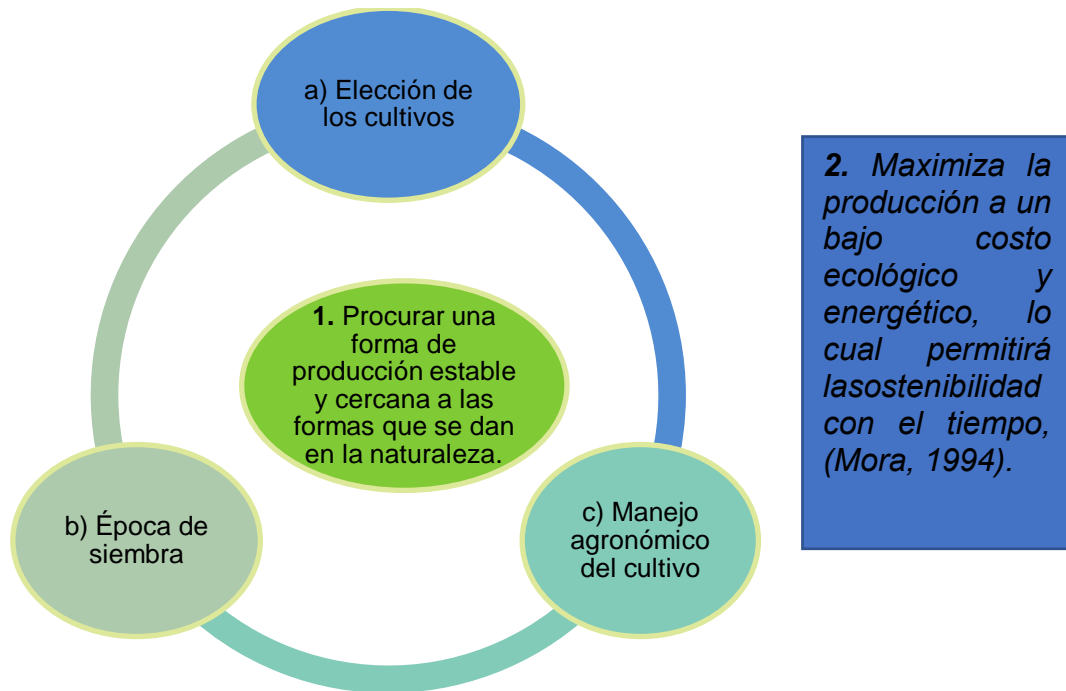 a) Elección de
los cultivos
1. Procurar una
forma de
producción estable
y cercana a las
formas que se dan
en la naturaleza.
b) Época de
siembra
c) Manejo
agronómico
del cultivo
2. Maximiza la
producción a un
bajo costo
ecológico y
energético, lo
cual permitirá
lasostenibilidad
con el tiempo,
(Mora, 1994).